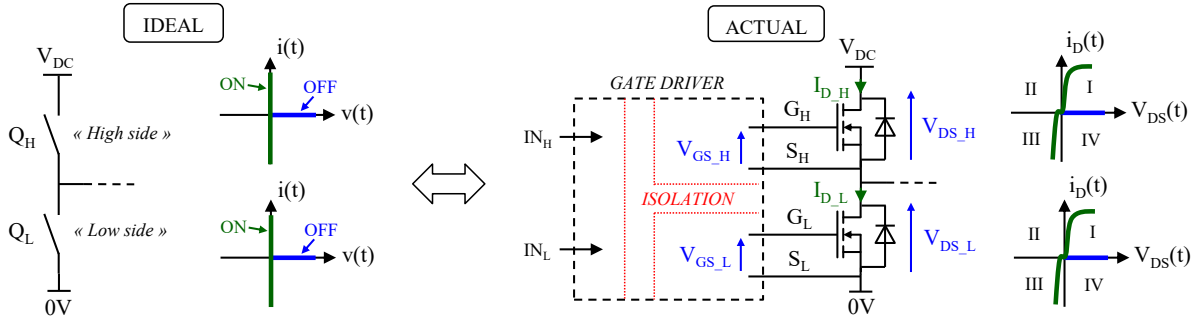 IDEAL
V_DC
Q_H
« High side »
Q_L
« Low side »
0V
i(t)
ON
OFF
v(t)
i(t)
ON
OFF
v(t)
ACTUAL
GATE DRIVER
IN_H
IN_L
ISOLATION
V_DC
I_D_H
G_H
V_GS_H
S_H
V_DS_H
I_D_L
G_L
V_GS_L
S_L
V_DS_L
0V
i_D(t)
II
I
V_DS(t)
III
IV
i_D(t)
II
I
V_DS(t)
III
IV